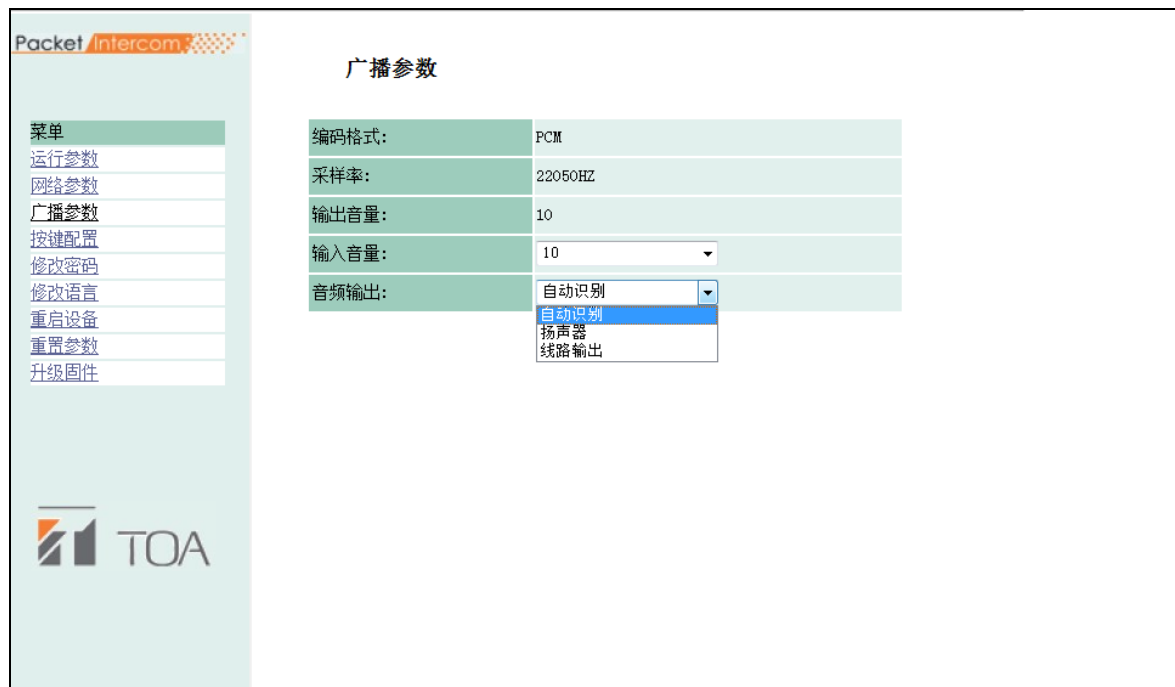 Packet Intercom
广播参数
菜单
运行参数
网络参数
广播参数
按键配置
修改密码
修改语言
重启设备
重置参数
升级固件
编码格式: PCM
采样率: 22050HZ
输出音量: 10
输入音量: 10
音频输出: 自动识别
自动识别
扬声器
线路输出
TOA